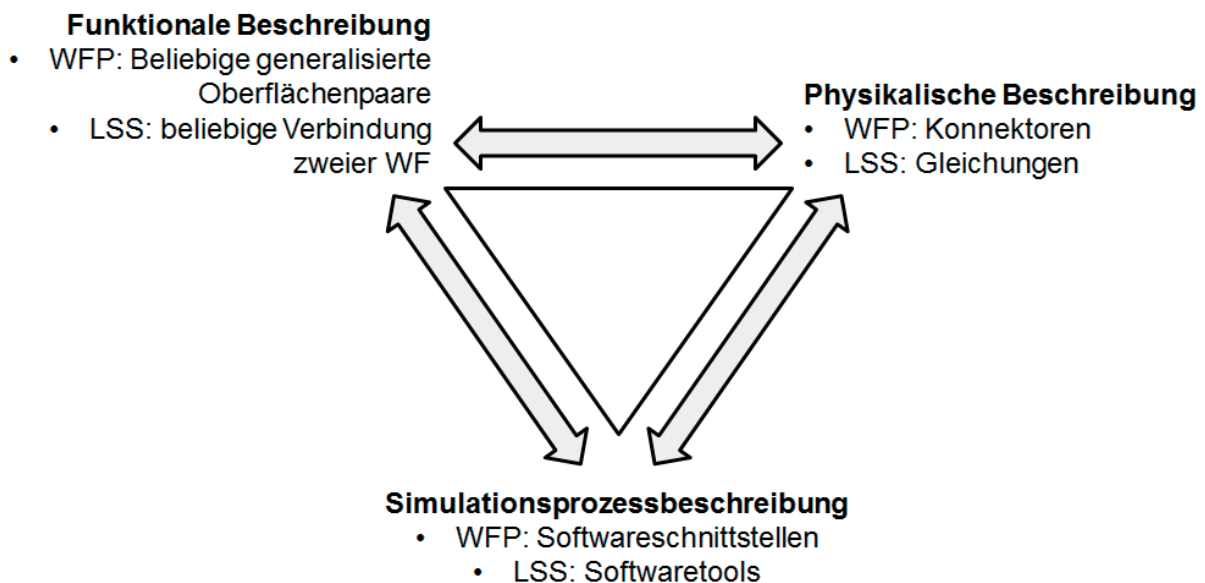 Funktionale Beschreibung
• WFP: Beliebige generalisierte
Oberflächenpaare
• LSS: beliebige Verbindung
zweier WF
Physikalische Beschreibung
• WFP: Konnektoren
• LSS: Gleichungen
Simulationsprozessbeschreibung
• WFP: Softwareschnittstellen
• LSS: Softwaretools